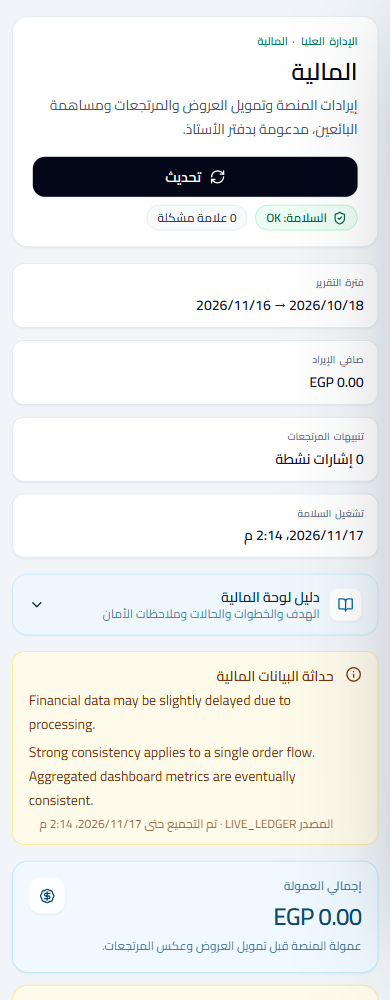 الإدارة العليا · المالية
المالية
إيرادات المنصة وتمويل العروض والمرتجعات ومساهمة
البائعين، مدعومة بدفتر الأستاذ.
تحديث
السلامة: OK
0 علامة مشكلة
فترة التقرير
2026/10/18 → 2026/11/16
صافي الإيراد
EGP 0.00
تنبيهات المرتجعات
0 إشارات نشطة
تشغيل السلامة
2026/11/17، 2:14 م
دليل لوحة المالية
الهدف والخطوات والحالات وملاحظات الأمان
حداثة البيانات المالية
Financial data may be slightly delayed due to
processing.
Strong consistency applies to a single order flow.
Aggregated dashboard metrics are eventually
consistent.
المصدر LIVE_LEDGER · تم التجميع حتى 2026/11/17، 2:14 م
إجمالي العمولة
EGP 0.00
عمولة المنصة قبل تمويل العروض وعكس المرتجعات.